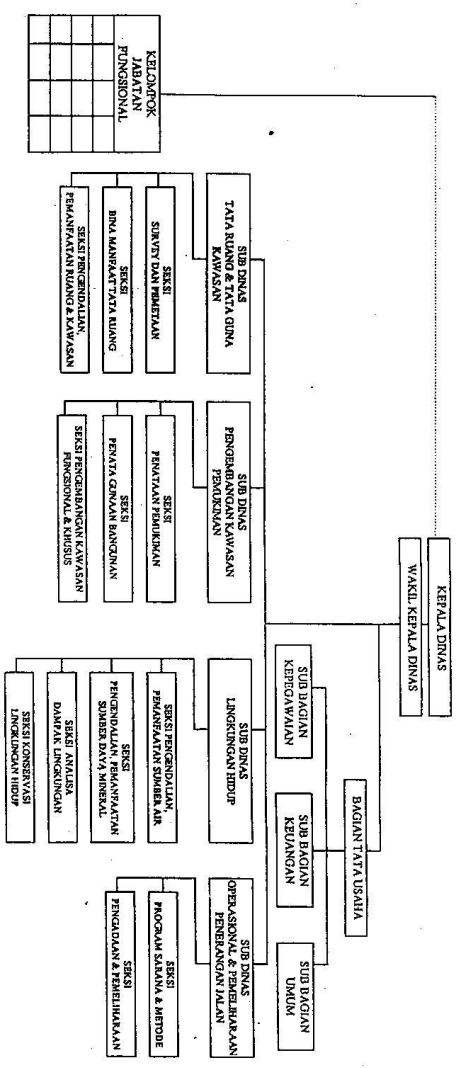 KEPALA DINAS
WAKIL KEPALA DINAS
BAGIAN TATA USAHA
SUB BAGIAN
KEPEGAWAIAN
SUB BAGIAN
KEUANGAN
SUB BAGIAN
UMUM
KELOMPOK
JABATAN
FUNGSIONAL
SUB DINAS
TATA RUANG & TATA GUNA
KAWASAN
SEKSI
SURVEY DAN PEMETAAN
SEKSI
BINA MANFAAT TATA RUANG
SEKSI PENGENDALIAN,
PEMANFAATAN RUANG & KAWASAN
SUB DINAS
PENGEMBANGAN KAWASAN
PEMUKIMAN
SEKSI
PENATAAN PEMUKIMAN
SEKSI
PENATA GUNAAN BANGUNAN
SEKSI PENGEMBANGAN KAWASAN
FUNGSIONAL & KHUSUS
SUB DINAS
LINGKUNGAN HIDUP
SEKSI PENGENDALIAN,
PEMANFAATAN SUMBER AIR
SEKSI
PENGENDALIAN, PEMANFAATAN
SUMBER DAYA MINERAL
SEKSI ANALISA
DAMPAK LINGKUNGAN
SEKSI KONSERVASI
LINGKUNGAN HIDUP
SUB DINAS
OPERASIONAL & PEMELIHARAAN
PENERANGAN JALAN
SEKSI
PROGRAM SARANA & METODE
SEKSI
PENGADAAN & PEMELIHARAAN